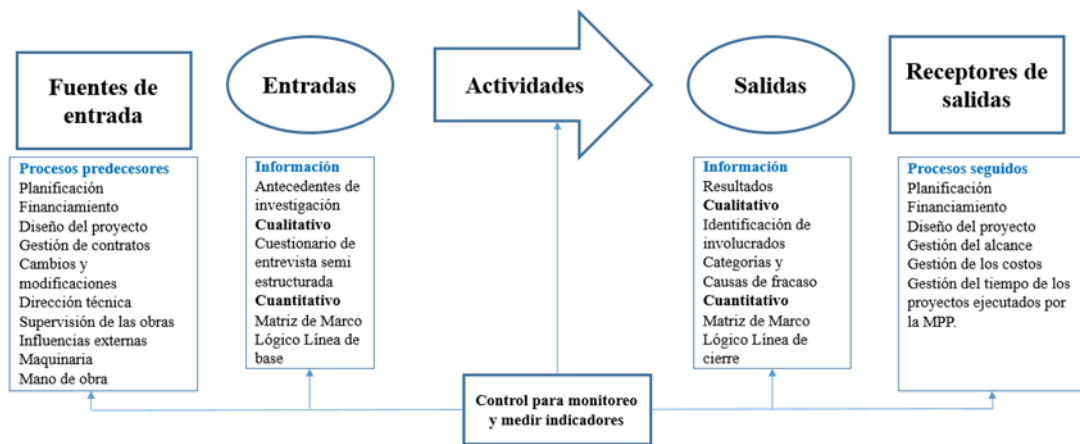 Fuentes de
entrada
Entradas
Actividades
Salidas
Receptores de
salidas
Procesos predecesores
Planificación
Financiamiento
Diseño del proyecto
Gestión de contratos
Cambios y
modificaciones
Dirección técnica
Supervisión de las obras
Influencias externas
Maquinaria
Mano de obra
Información
Antecedentes de
investigación
Cualitativo
Cuestionario de
entrevista semi
estructurada
Cuantitativo
Matriz de Marco
Lógico Línea de
base
Información
Resultados
Cualitativo
Identificación de
involucrados
Categorías y
Causas de fracaso
Cuantitativo
Matriz de Marco
Lógico Línea de
cierre
Procesos seguidos
Planificación
Financiamiento
Diseño del proyecto
Gestión del alcance
Gestión de los costos
Gestión del tiempo de los
proyectos ejecutados por
la MPP.
Control para monitoreo
y medir indicadores